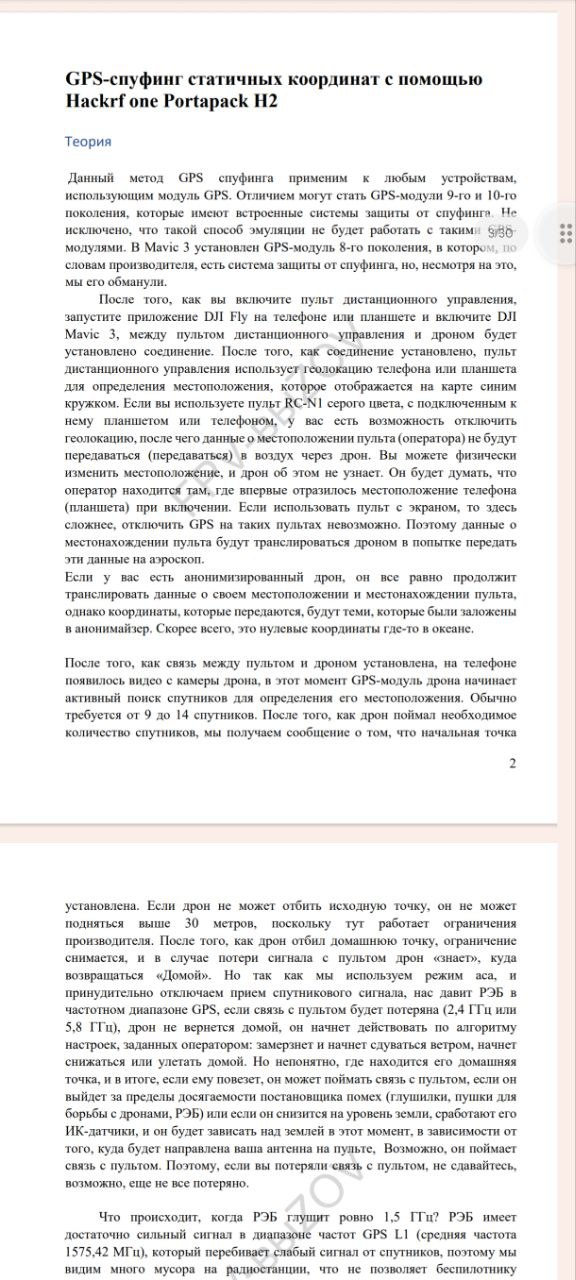 GPS-спуфинг статичных координат с помощью
Hackrf one Portapack H2
Теория
Данный метод GPS спуфинга применим к любым устройствам,
использующим модуль GPS. Отличием могут стать GPS-модули 9-го и 10-го
поколения, которые имеют встроенные системы защиты от спуфинга. Не
исключено, что такой способ эмуляции не будет работать с такими GPS-
9/30
модулями. В Mavic 3 установлен GPS-модуль 8-го поколения, в котором, по
словам производителя, есть система защиты от спуфинга, но, несмотря на это,
мы его обманули.
После того, как вы включите пульт дистанционного управления,
запустите приложение DJI Fly на телефоне или планшете и включите DJI
Mavic 3, между пультом дистанционного управления и дроном будет
установлено соединение. После того, как соединение установлено, пульт
дистанционного управления использует геолокацию телефона или планшета
для определения местоположения, которое отображается на карте синим
кружком. Если вы используете пульт RC-N1 серого цвета, с подключенным к
нему планшетом или телефоном, у вас есть возможность отключить
геолокацию, после чего данные о местоположении пульта (оператора) не будут
передаваться (передаваться) в воздух через дрон. Вы можете физически
изменить местоположение, и дрон об этом не узнает. Он будет думать, что
оператор находится там, где впервые отразилось местоположение телефона
(планшета) при включении. Если использовать пульт с экраном, то здесь
сложнее, отключить GPS на таких пультах невозможно. Поэтому данные о
местонахождении пульта будут транслироваться дроном в попытке передать
эти данные на аэроскоп.
Если у вас есть анонимизированный дрон, он все равно продолжит
транслировать данные о своем местоположении и местонахождении пульта,
однако координаты, которые передаются, будут теми, которые были заложены
в анонимайзер. Скорее всего, это нулевые координаты где-то в океане.
После того, как связь между пультом и дроном установлена, на телефоне
появилось видео с камеры дрона, в этот момент GPS-модуль дрона начинает
активный поиск спутников для определения его местоположения. Обычно
требуется от 9 до 14 спутников. После того, как дрон поймал необходимое
количество спутников, мы получаем сообщение о том, что начальная точка
2
установлена. Если дрон не может отбить исходную точку, он не может
подняться выше 30 метров, поскольку тут работает ограничения
производителя. После того, как дрон отбил домашнюю точку, ограничение
снимается, и в случае потери сигнала с пультом дрон «знает», куда
возвращаться «Домой». Но так как мы используем режим аса, и
принудительно отключаем прием спутникового сигнала, нас давит РЭБ в
частотном диапазоне GPS, если связь с пультом будет потеряна (2,4 ГГц или
5,8 ГГц), дрон не вернется домой, он начнет действовать по алгоритму
настроек, заданных оператором: замерзнет и начнет сдуваться ветром, начнет
снижаться или улетать домой. Но непонятно, где находится его домашняя
точка, и в итоге, если ему повезет, он может поймать связь с пультом, если он
выйдет за пределы досягаемости постановщика помех (глушилки, пушки для
борьбы с дронами, РЭБ) или если он снизится на уровень земли, сработают его
ИК-датчики, и он будет зависать над землей в этот момент, в зависимости от
того, куда будет направлена ваша антенна на пульте, Возможно, он поймает
связь с пультом. Поэтому, если вы потеряли связь с пультом, не сдавайтесь,
возможно, еще не все потеряно.
Что происходит, когда РЭБ глушит ровно 1,5 ГГц? РЭБ имеет
достаточно сильный сигнал в диапазоне частот GPS L1 (средняя частота
1575,42 МГц), который перебивает слабый сигнал от спутников, поэтому мы
видим много мусора на радиостанции, что не позволяет беспилотнику